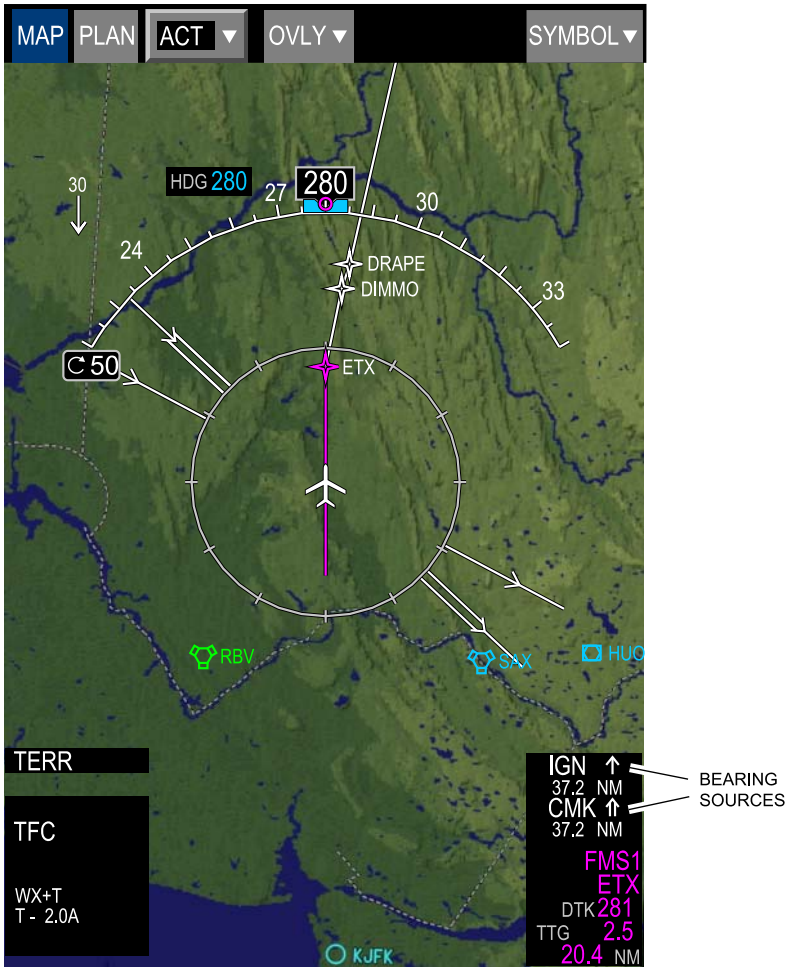 MAP PLAN ACT OVLY SYMBOL
HDG 280
280
30
24
27
30
33
DRAPE
DIMMO
50
ETX
RBV
SAX
HUO
TERR
TFC
WX+T
T - 2.0A
IGN
37.2 NM
CMK
37.2 NM
FMS1
ETX
DTK 281
TTG 2.5
20.4 NM
BEARING
SOURCES
KJFK